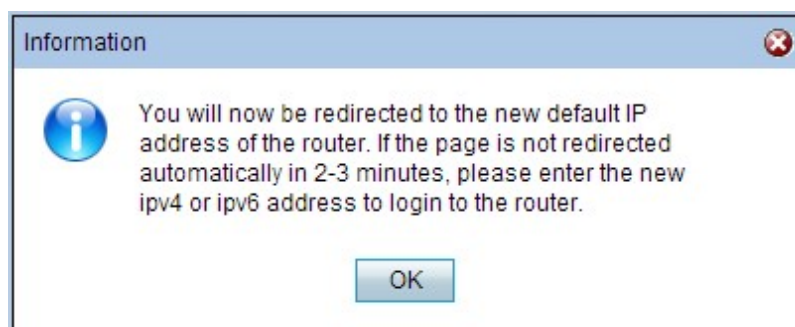 Information
You will now be redirected to the new default IP
address of the router. If the page is not redirected
automatically in 2-3 minutes, please enter the new
ipv4 or ipv6 address to login to the router.
OK